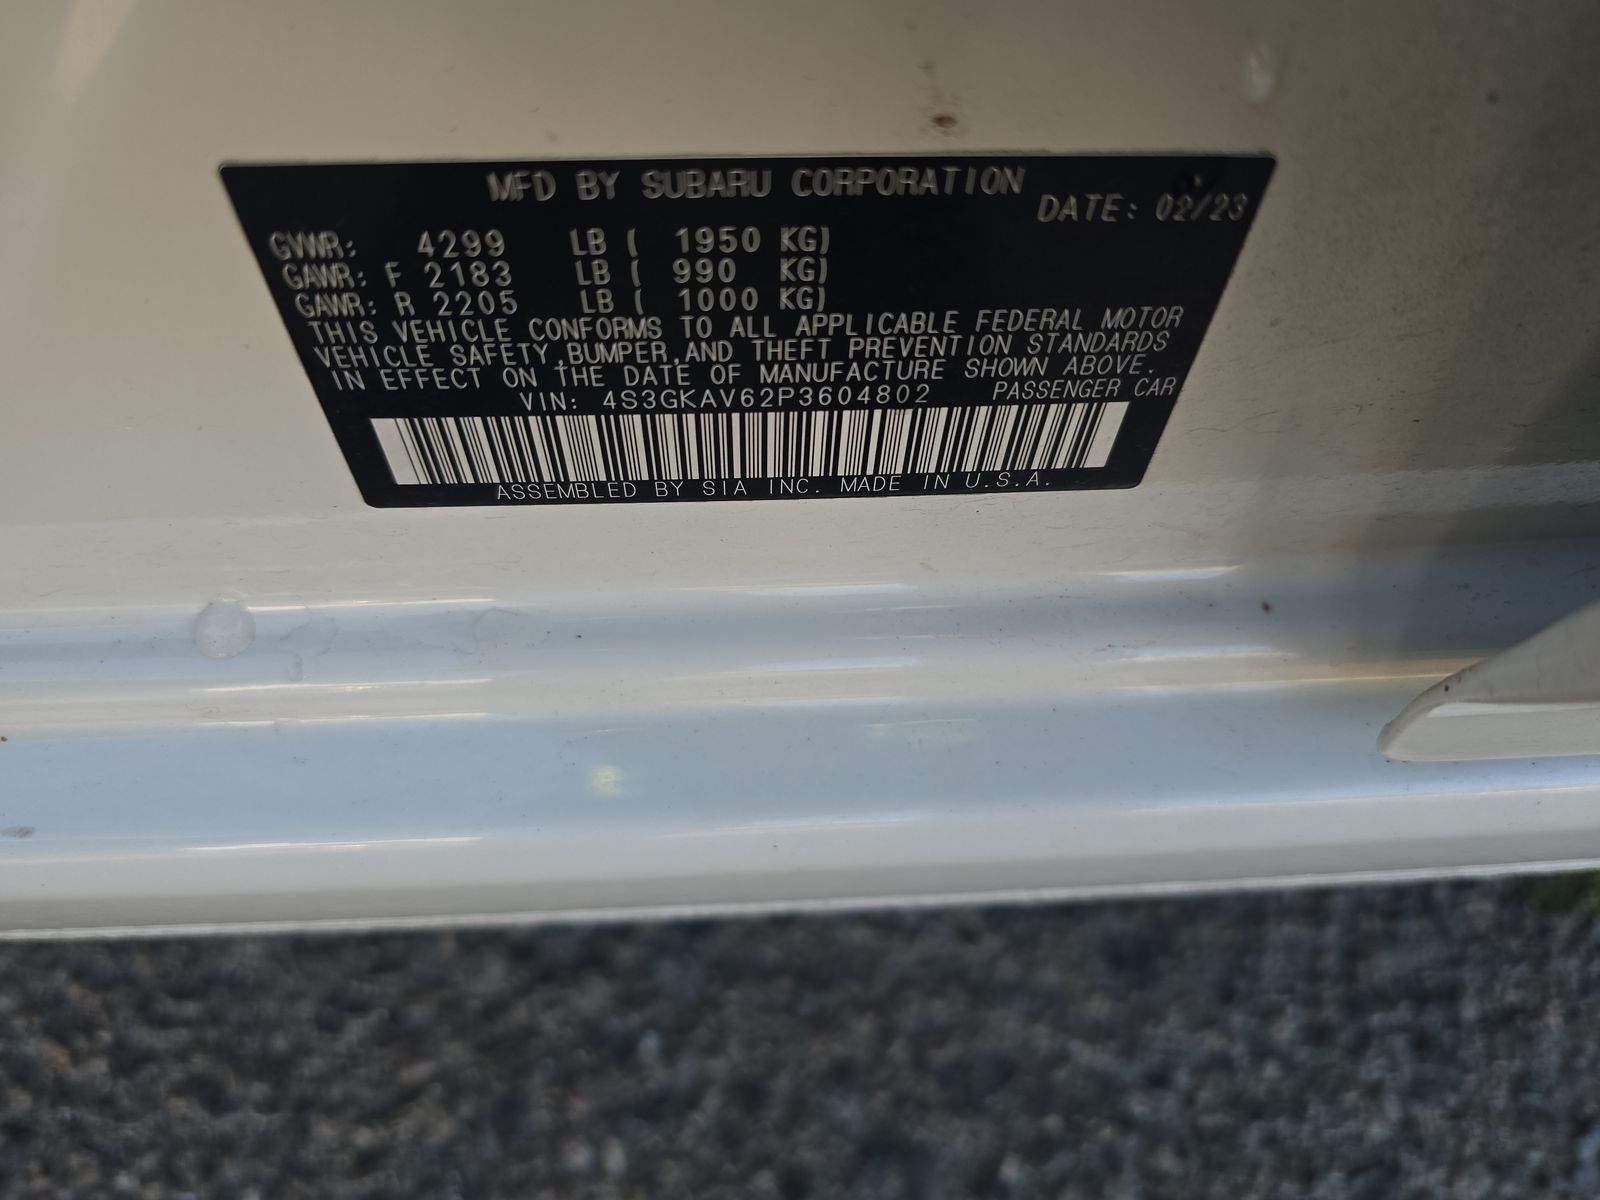 MFD BY SUBARU CORPORATION
DATE: 02/23
GVWR: 4299 LB ( 1950 KG)
GAWR: F 2183 LB ( 990 KG)
GAWR: R 2205 LB ( 1000 KG)
THIS VEHICLE CONFORMS TO ALL APPLICABLE FEDERAL MOTOR
VEHICLE SAFETY,BUMPER,AND THEFT PREVENTION STANDARDS
IN EFFECT ON THE DATE OF MANUFACTURE SHOWN ABOVE.
VIN: 4S3GKAV62P3604802 PASSENGER CAR
ASSEMBLED BY SIA INC. MADE IN U.S.A.